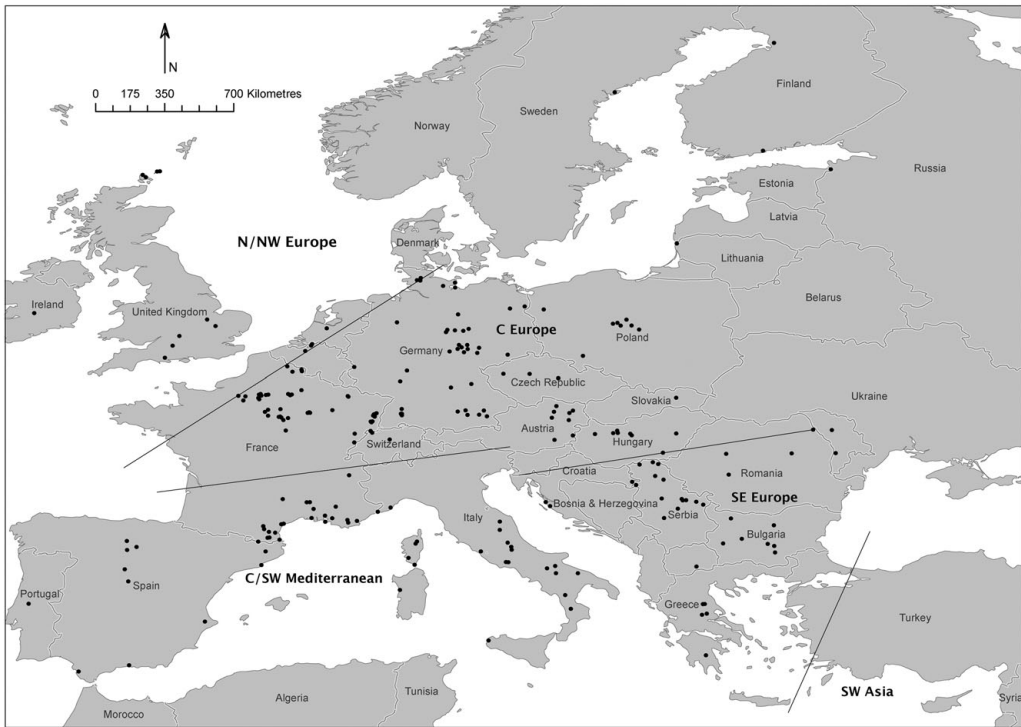 N
0 175 350 700 Kilometres
Finland
Norway
Sweden
Russia
Estonia
Latvia
N/NW Europe
Denmark
Lithuania
Ireland
United Kingdom
Belarus
C Europe
Poland
Germany
Czech Republic
Ukraine
Slovakia
Austria
France
Switzerland
Hungary
Croatia
Romania
SE Europe
Bosnia & Herzegovina
Italy
Serbia
Bulgaria
C/SW Mediterranean
Spain
Portugal
Greece
Turkey
SW Asia
Tunisia
Algeria
Syria
Morocco